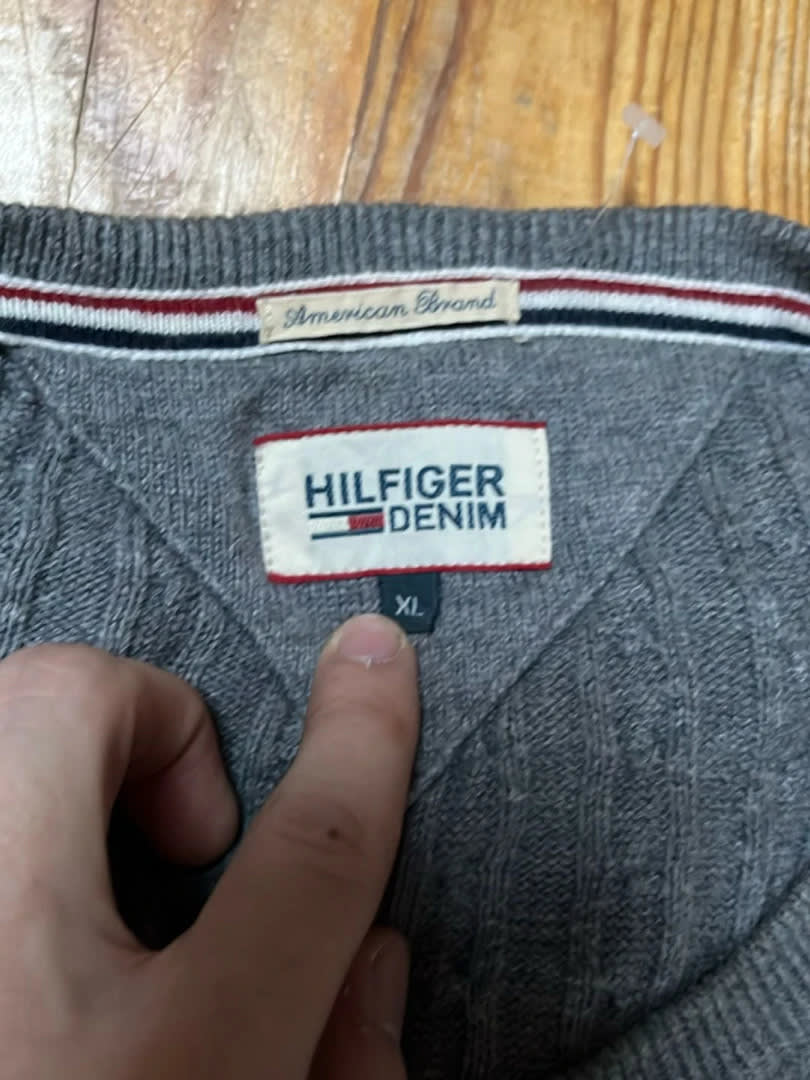 American Brand
HILFIGER
DENIM
XL